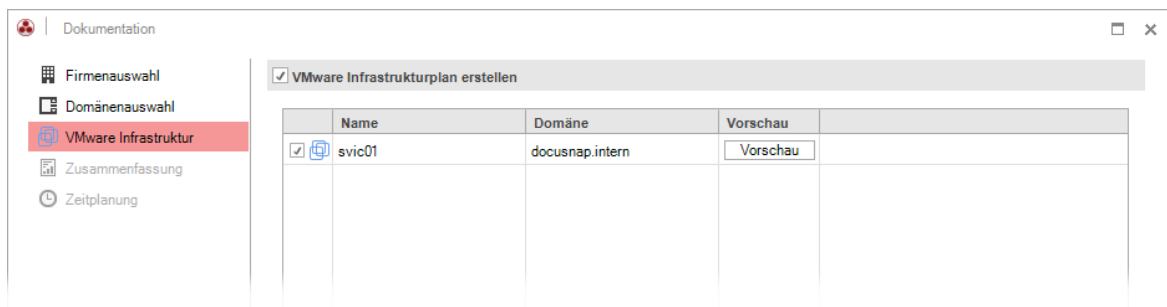 Dokumentation
Firmenauswahl
Domänenauswahl
VMware Infrastruktur
Zusammenfassung
Zeitplanung
VMware Infrastrukturplan erstellen
Name Domäne Vorschau
svic01 docusnap.intern Vorschau